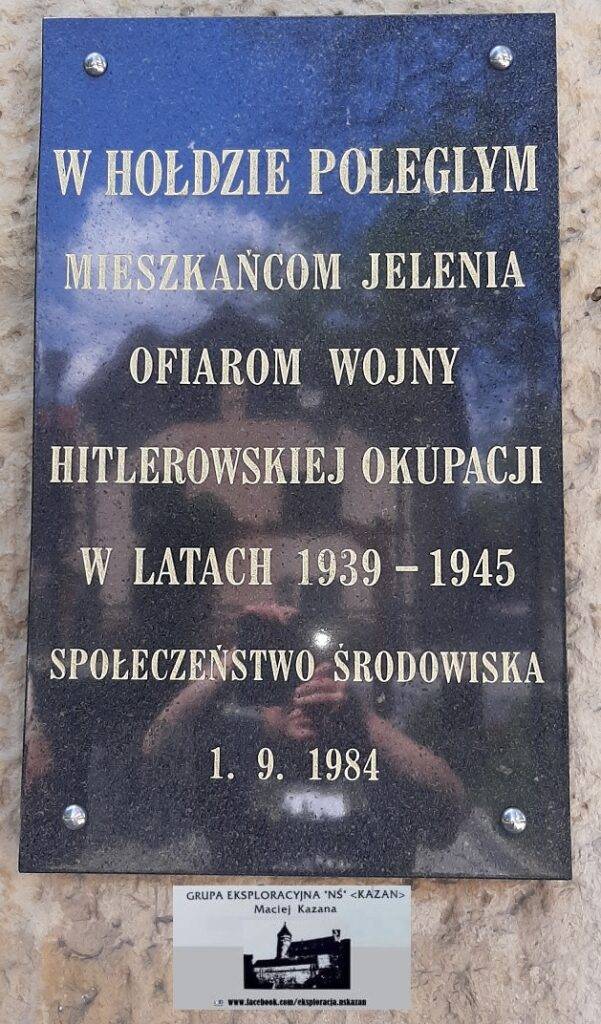 W HOŁDZIE POLEGLYM
MIESZKAŃCOM JELENIA
OFIAROM WOJNY
HITLEROWSKIEJ OKUPACJI
W LATACH 1939 – 1945
SPOŁECZEŃSTWO ŚRODOWISKA
1. 9. 1984
GRUPA EKSPLORACYJNA "NŚ" <KAZAN>
Maciej Kazana
www.facebook.com/eksploracja.nskazan